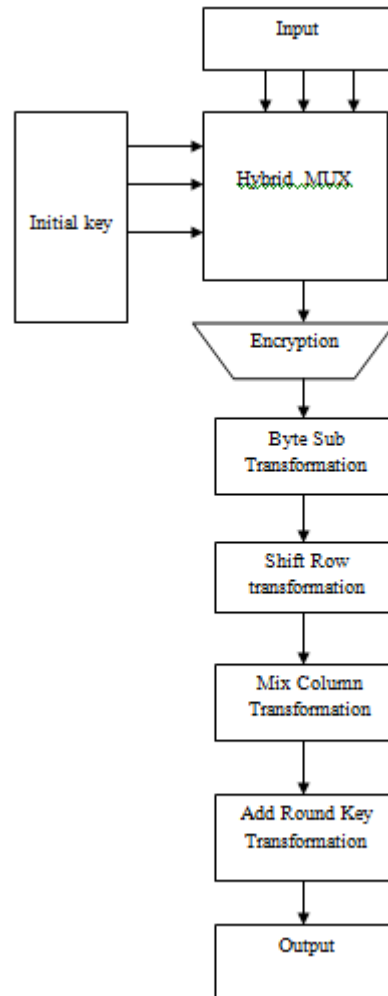 Input
Hybrid MUX
Initial key
Encryption
Byte Sub
Transformation
Shift Row
transformation
Mix Column
Transformation
Add Round Key
Transformation
Output